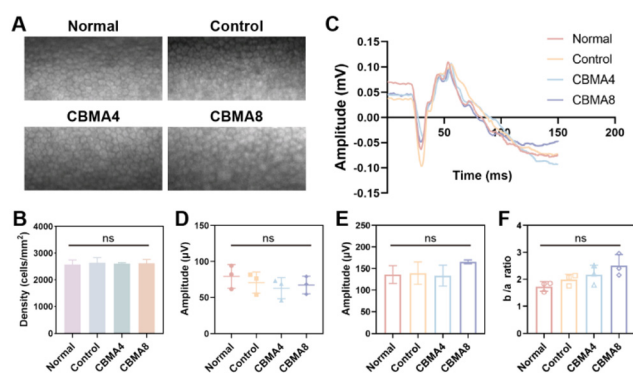 A
Normal
Control
CBMA4
CBMA8
C
Amplitude (mV)
0.15
0.10
0.05
0.00
-0.05
-0.10
-0.15
50
100
150
200
Time (ms)
Normal
Control
CBMA4
CBMA8
B
ns
Density (cells/mm²)
4000
3000
2000
1000
0
Normal
Control
CBMA4
CBMA8
D
ns
Amplitude (μV)
150
100
50
0
Normal
Control
CBMA4
CBMA8
E
ns
Amplitude (μV)
250
200
150
100
50
0
Normal
Control
CBMA4
CBMA8
F
ns
b /a ratio
4
3
2
1
0
Normal
Control
CBMA4
CBMA8